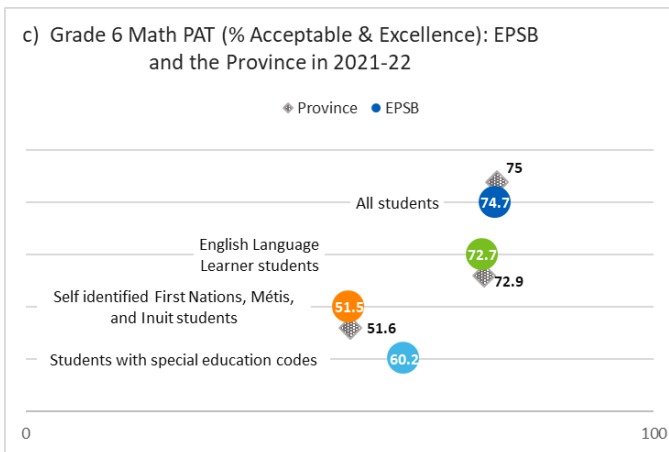 c) Grade 6 Math PAT (% Acceptable & Excellence): EPSB
and the Province in 2021-22
Province EPSB
75
All students 74.7
English Language
Learner students
72.7
72.9
Self identified First Nations, Métis,
and Inuit students
51.5
51.6
Students with special education codes 60.2
0 100